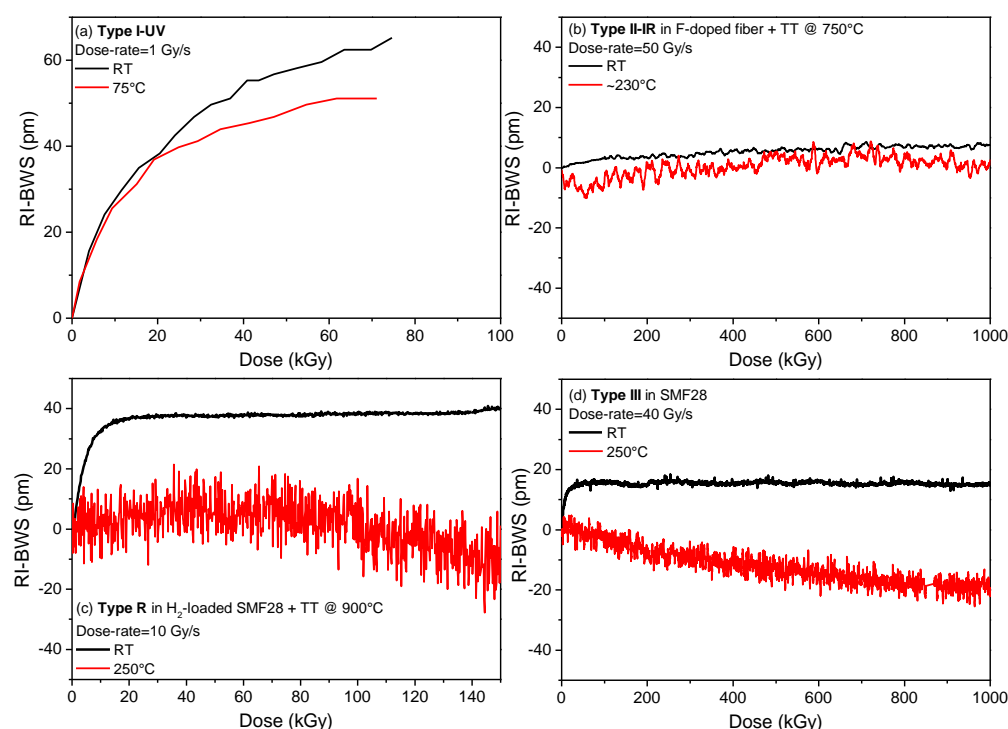 (a) Type I-UV
Dose-rate=1 Gy/s
RT
75°C
RI-BWS (pm)
60
40
20
0
0 20 40 60 80 100
Dose (kGy)
(b) Type II-IR in F-doped fiber + TT @ 750°C
Dose-rate=50 Gy/s
RT
~230°C
RI-BWS (pm)
40
20
0
-20
-40
0 200 400 600 800 1000
Dose (kGy)
RI-BWS (pm)
40
20
0
-20
-40
(c) Type R in H₂-loaded SMF28 + TT @ 900°C
Dose-rate=10 Gy/s
RT
250°C
0 20 40 60 80 100 120 140
Dose (kGy)
(d) Type III in SMF28
Dose-rate=40 Gy/s
RT
250°C
RI-BWS (pm)
40
20
0
-20
-40
0 200 400 600 800 1000
Dose (kGy)